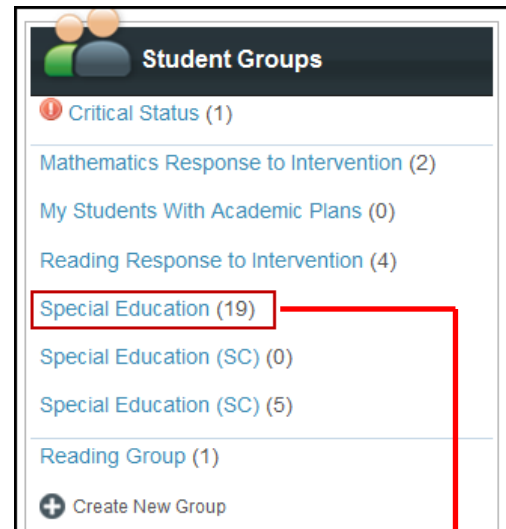 Student Groups
Critical Status (1)
Mathematics Response to Intervention (2)
My Students With Academic Plans (0)
Reading Response to Intervention (4)
Special Education (19)
Special Education (SC) (0)
Special Education (SC) (5)
Reading Group (1)
Create New Group